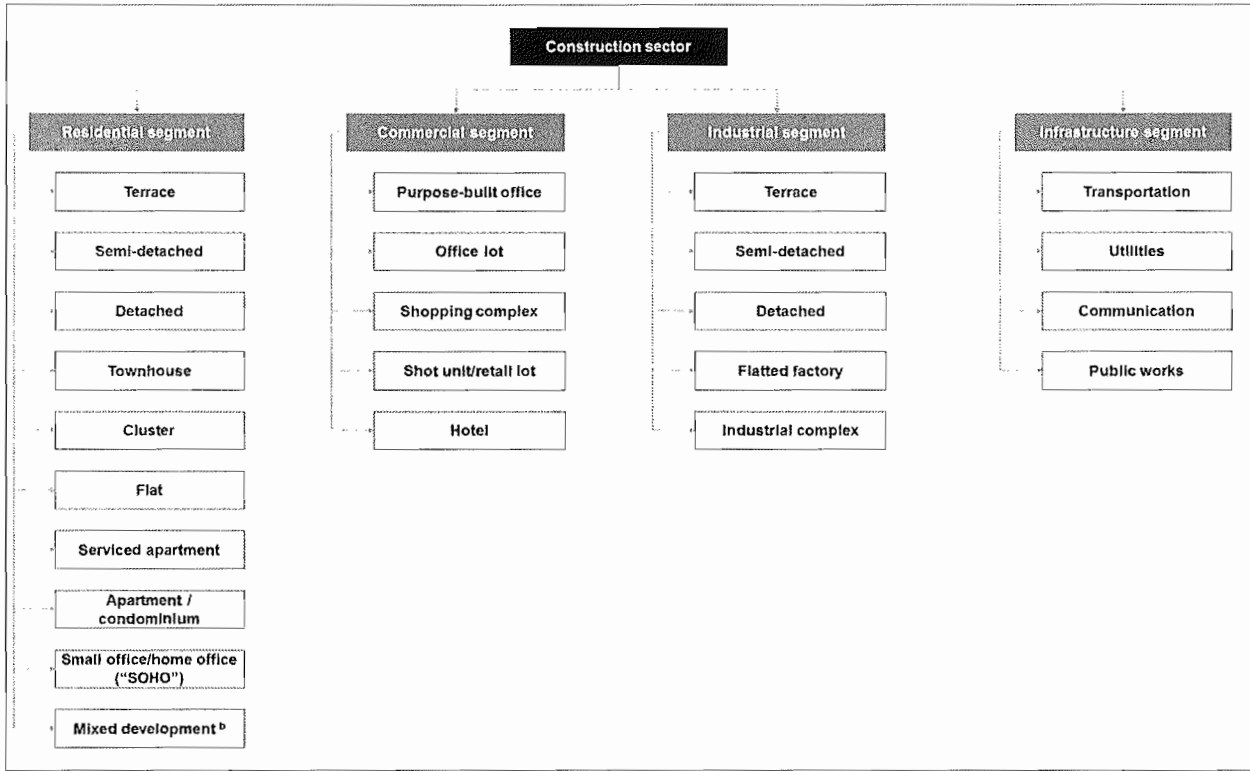 Construction sector
Residential segment
Commercial segment
Industrial segment
Infrastructure segment
Terrace
Semi-detached
Detached
Townhouse
Cluster
Flat
Serviced apartment
Apartment /
condominium
Small office/home office
("SOHO")
Mixed development b
Purpose-built office
Office lot
Shopping complex
Shot unit/retail lot
Hotel
Terrace
Semi-detached
Detached
Flatted factory
Industrial complex
Transportation
Utilities
Communication
Public works